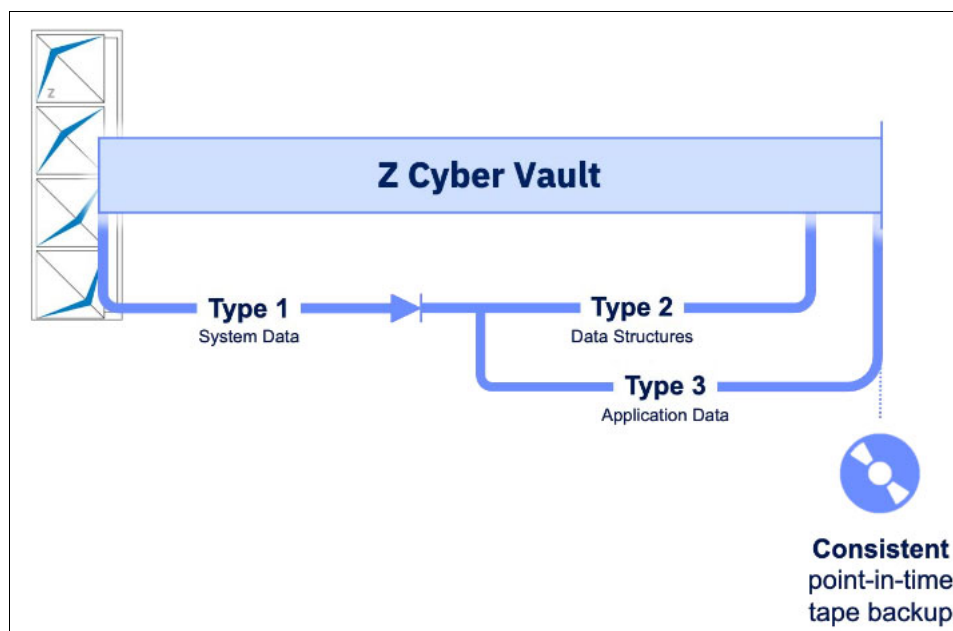 Z
Z Cyber Vault
Type 1
System Data
Type 2
Data Structures
Type 3
Application Data
Consistent
point-in-time
tape backup